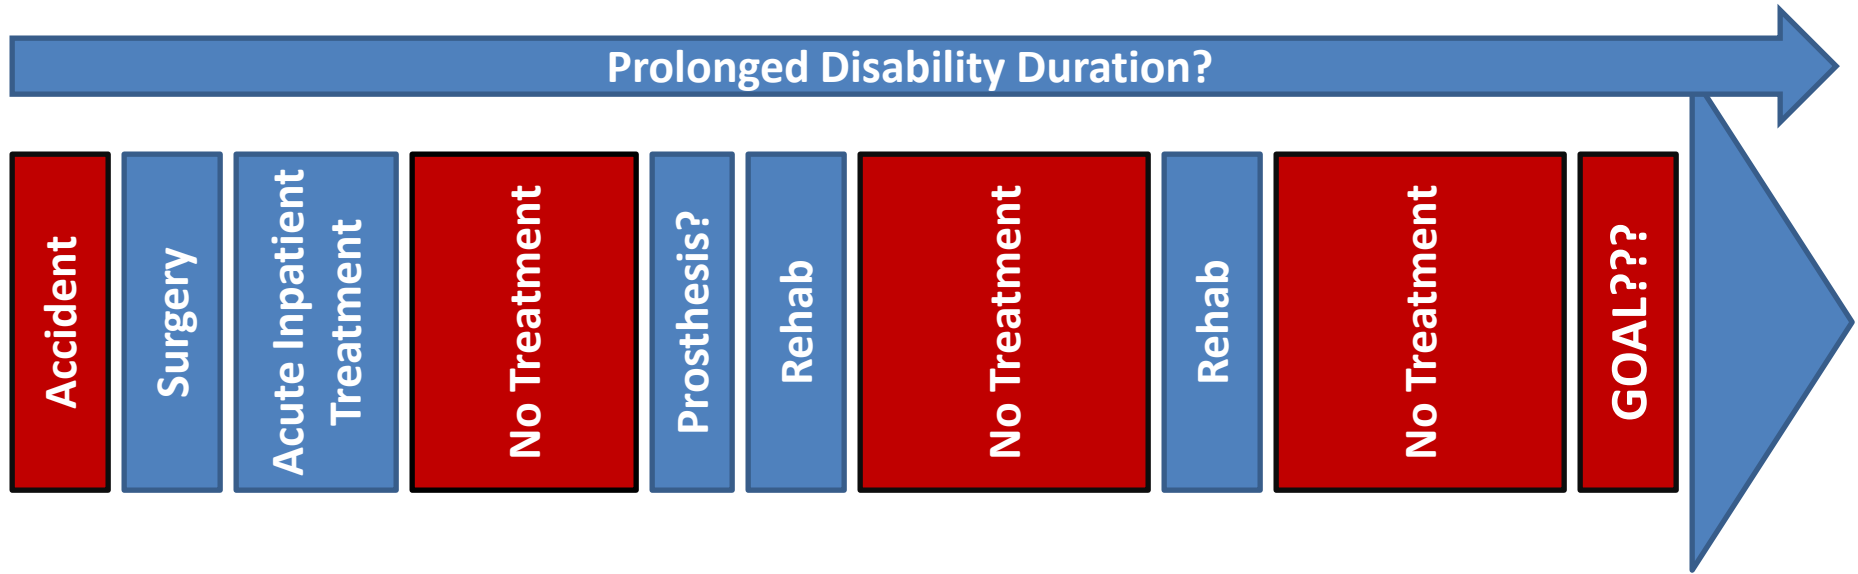 Prolonged Disability Duration?
Accident
Surgery
Acute Inpatient
Treatment
No Treatment
Prosthesis?
Rehab
No Treatment
Rehab
No Treatment
GOAL???